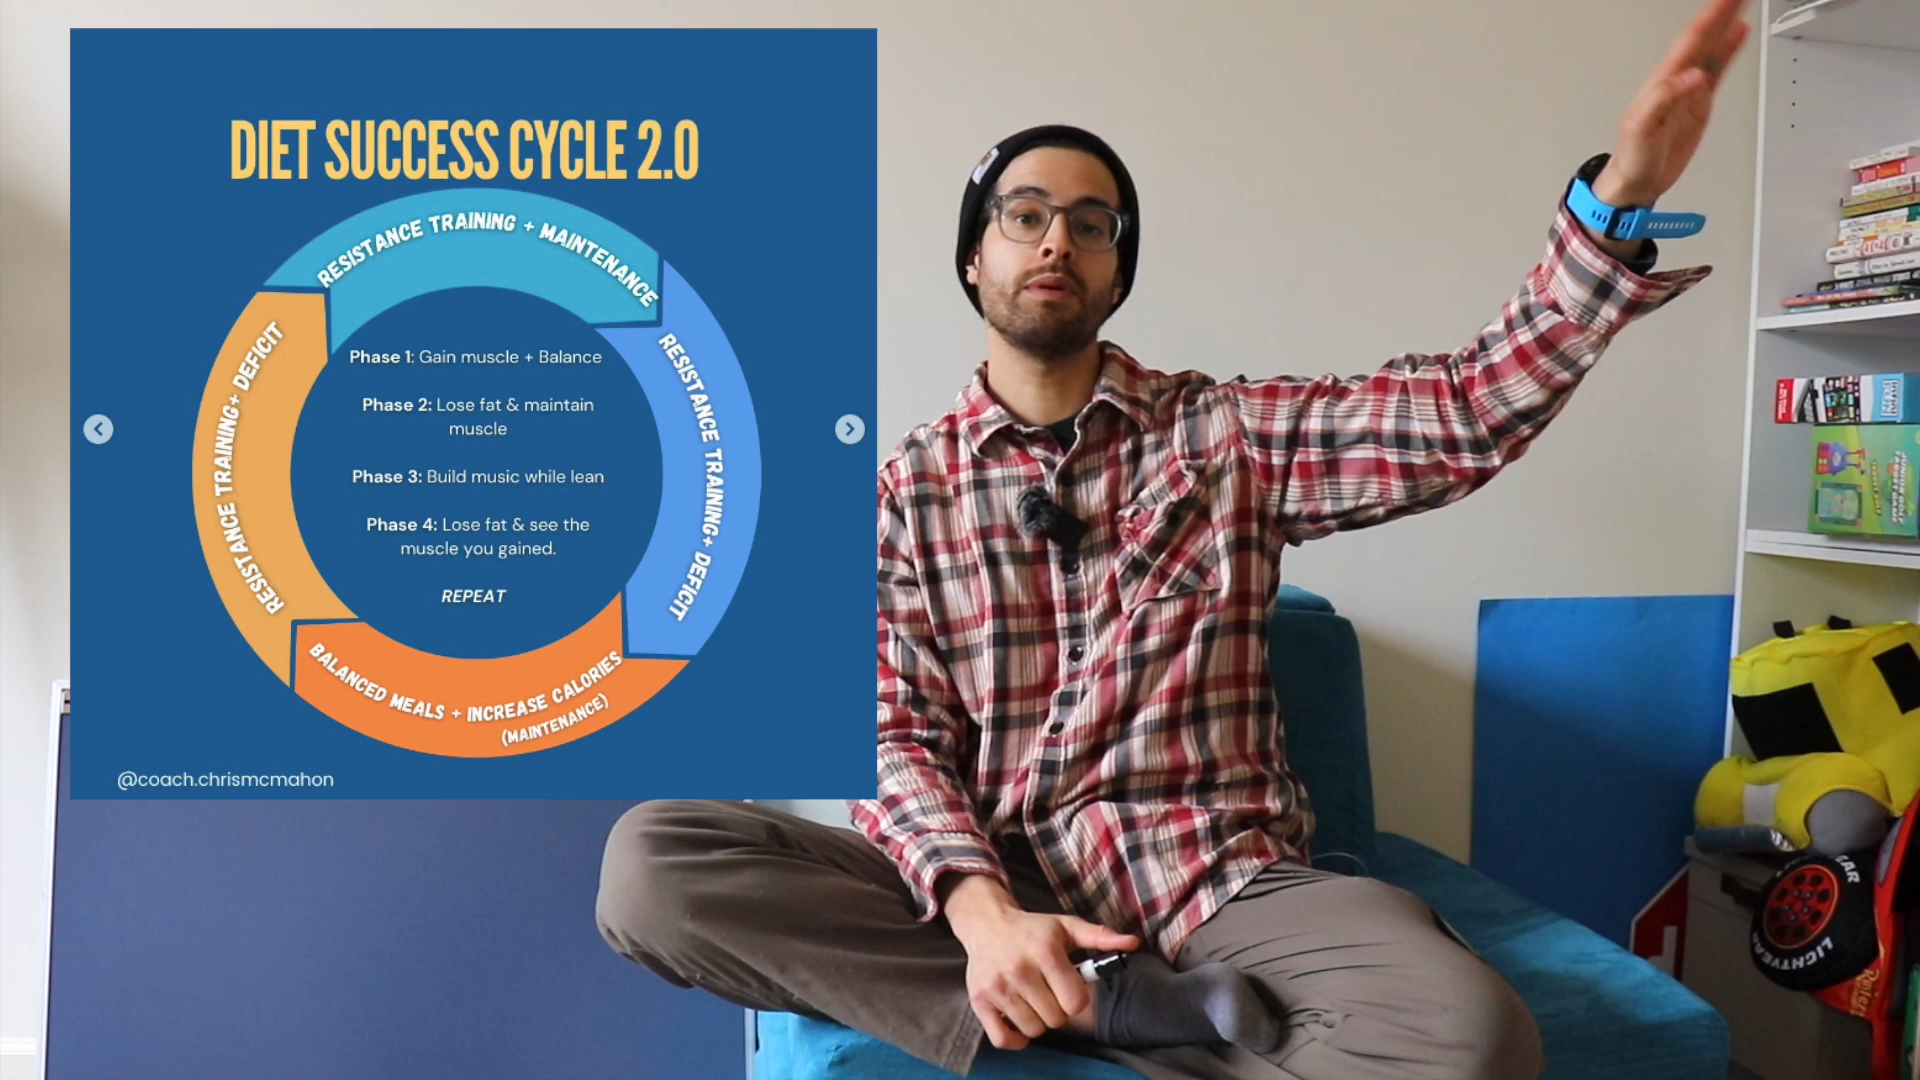 DIET SUCCESS CYCLE 2.0
RESISTANCE TRAINING + MAINTENANCE
RESISTANCE TRAINING+ DEFICIT
BALANCED MEALS + INCREASE CALORIES
(MAINTENANCE)
RESISTANCE TRAINING+ DEFICIT
Phase 1: Gain muscle + Balance
Phase 2: Lose fat & maintain
muscle
Phase 3: Build music while lean
Phase 4: Lose fat & see the
muscle you gained.
REPEAT
@coach.chrismcmahon
LIGHTYEAR